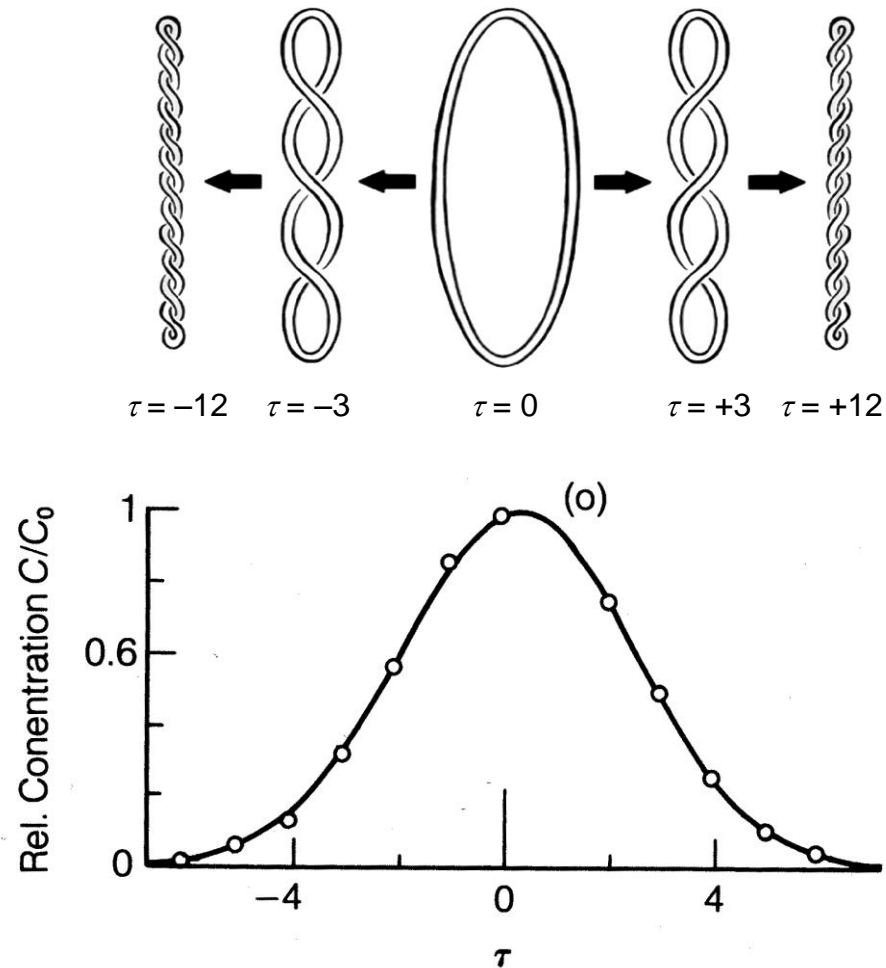 τ = –12 τ = –3 τ = 0 τ = +3 τ = +12
(o)
1
0.6
0
Rel. Conentration C/C₀
–4 0 4
τ